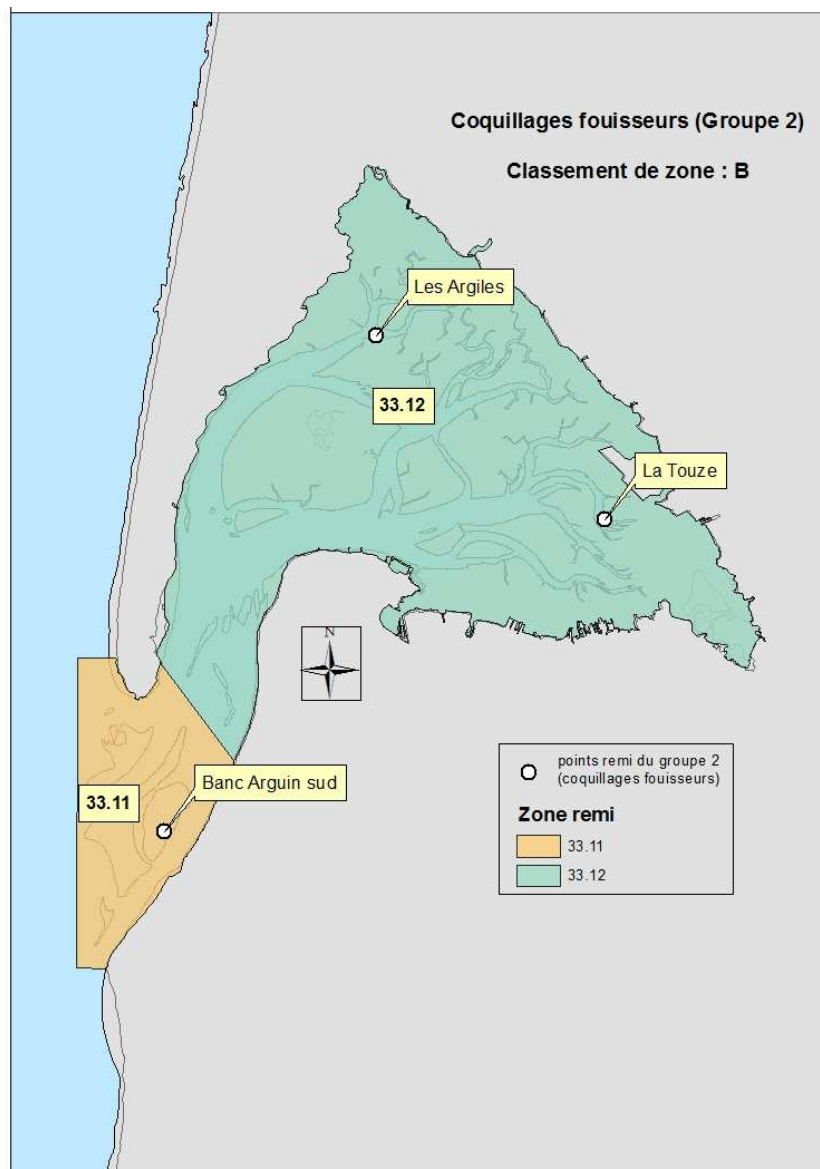 Coquillages fouisseurs (Groupe 2)
Classement de zone : B
Les Argiles
33.12
La Touze
N
Banc Arguin sud
33.11
points remi du groupe 2
(coquillages fouisseurs)
Zone remi
33.11
33.12